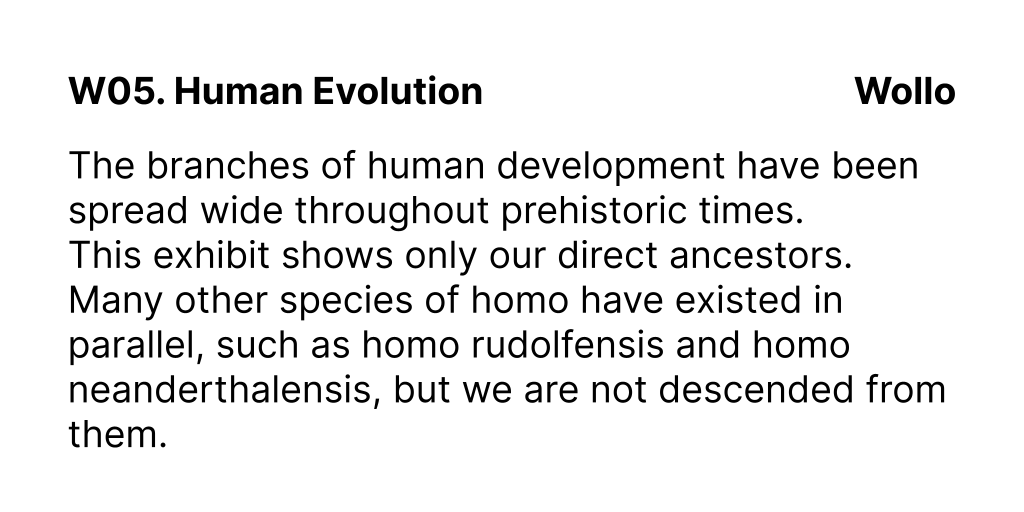 W05. Human Evolution Wollo
The branches of human development have been
spread wide throughout prehistoric times.
This exhibit shows only our direct ancestors.
Many other species of homo have existed in
parallel, such as homo rudolfensis and homo
neanderthalensis, but we are not descended from
them.